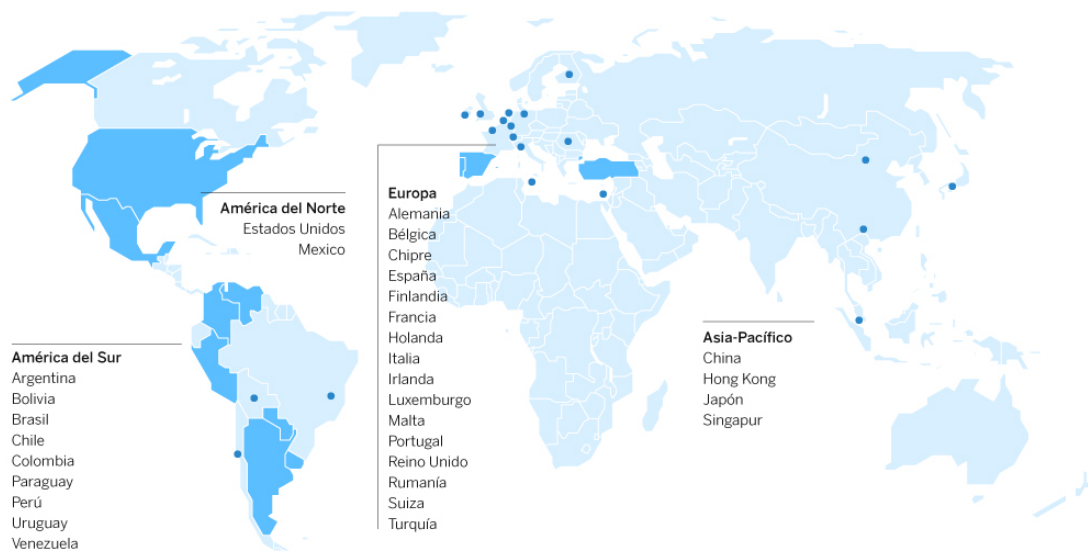 América del Norte
Estados Unidos
Mexico
América del Sur
Argentina
Bolivia
Brasil
Chile
Colombia
Paraguay
Perú
Uruguay
Venezuela
Europa
Alemania
Bélgica
Chipre
España
Finlandia
Francia
Holanda
Italia
Irlanda
Luxemburgo
Malta
Portugal
Reino Unido
Rumanía
Suiza
Turquía
Asia-Pacífico
China
Hong Kong
Japón
Singapur